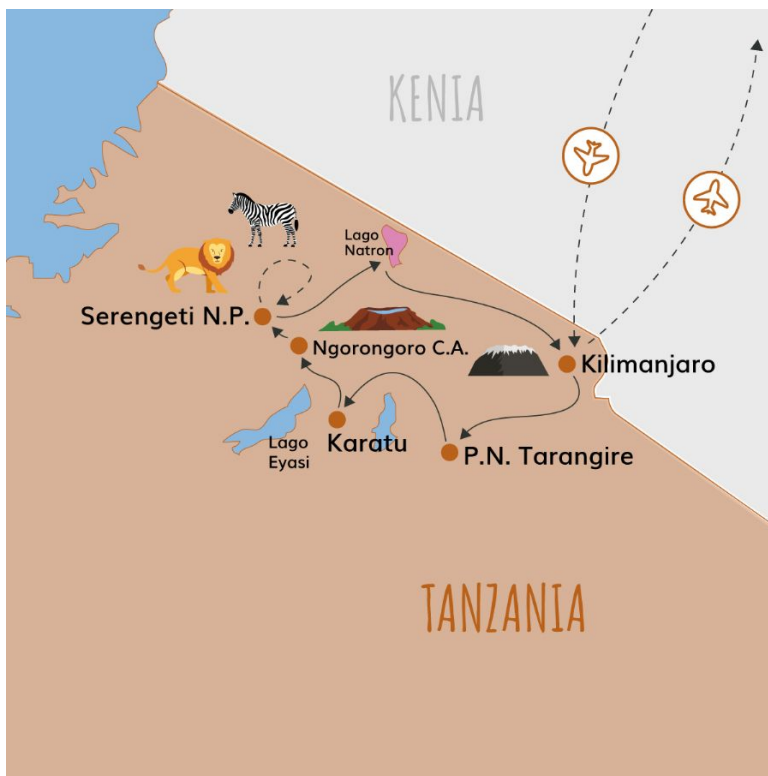 KENIA
Lago
Natron
Serengeti N.P.
Ngorongoro C.A.
Kilimanjaro
Lago
Eyasi
Karatu
P.N. Tarangire
TANZANIA